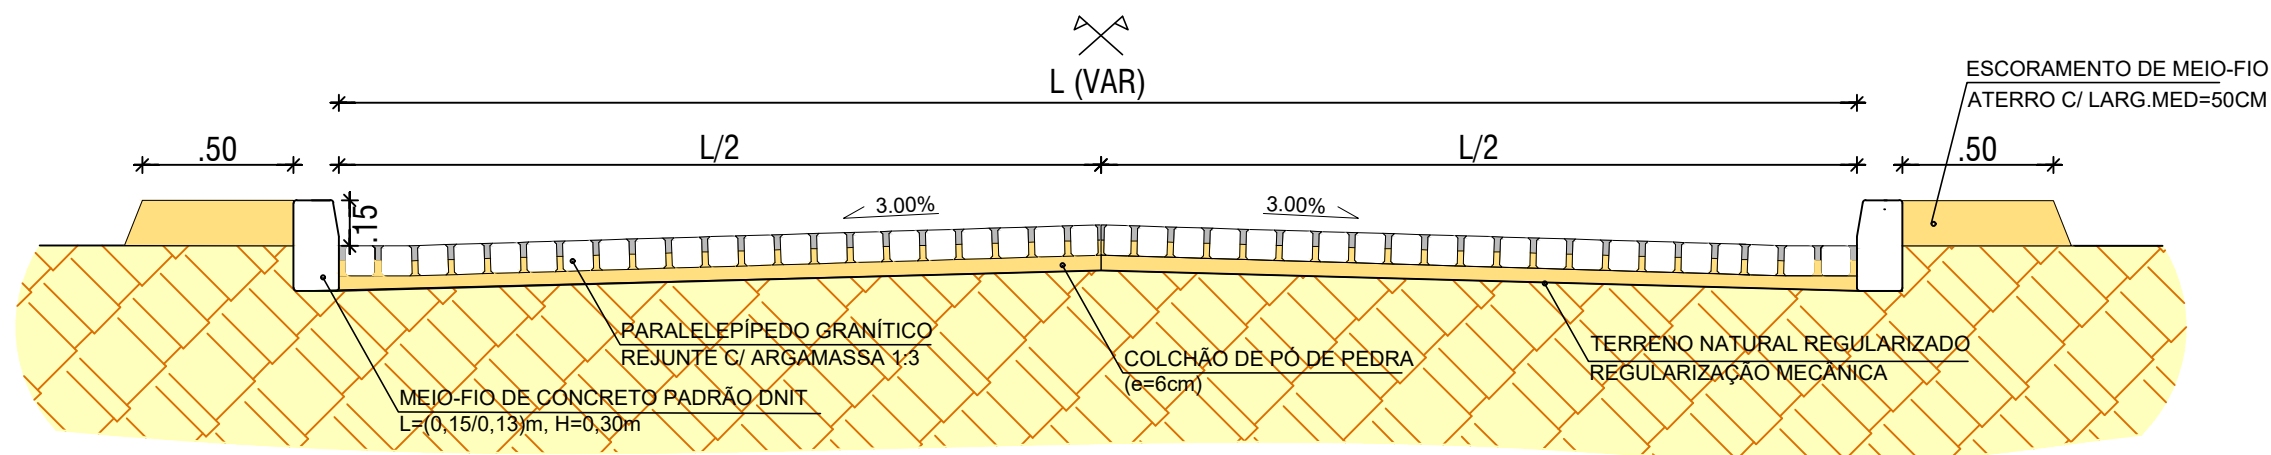 L (VAR)
ESCORAMENTO DE MEIO-FIO
ATERRO C/ LARG.MED=50CM
.50
L/2
L/2
.50
.15
3.00%
3.00%
PARALELEPÍPEDO GRANÍTICO
REJUNTE C/ ARGAMASSA 1:3
COLCHÃO DE PÓ DE PEDRA
(e=6cm)
TERRENO NATURAL REGULARIZADO
REGULARIZAÇÃO MECÂNICA
MEIO-FIO DE CONCRETO PADRÃO DNIT
L=(0,15/0,13)m, H=0,30m